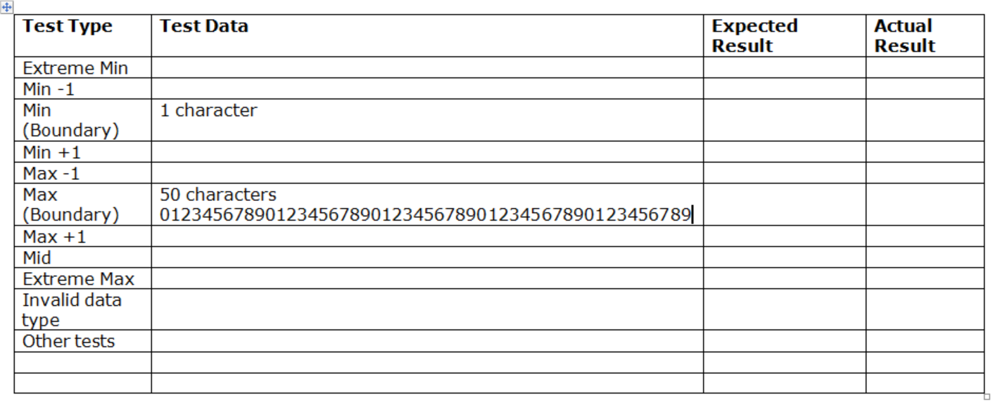 Test Type Test Data Expected Result Actual Result
Extreme Min
Min -1
Min (Boundary) 1 character
Min +1
Max -1
Max (Boundary) 50 characters
01234567890123456789012345678901234567890123456789
Max +1
Mid
Extreme Max
Invalid data
type
Other tests